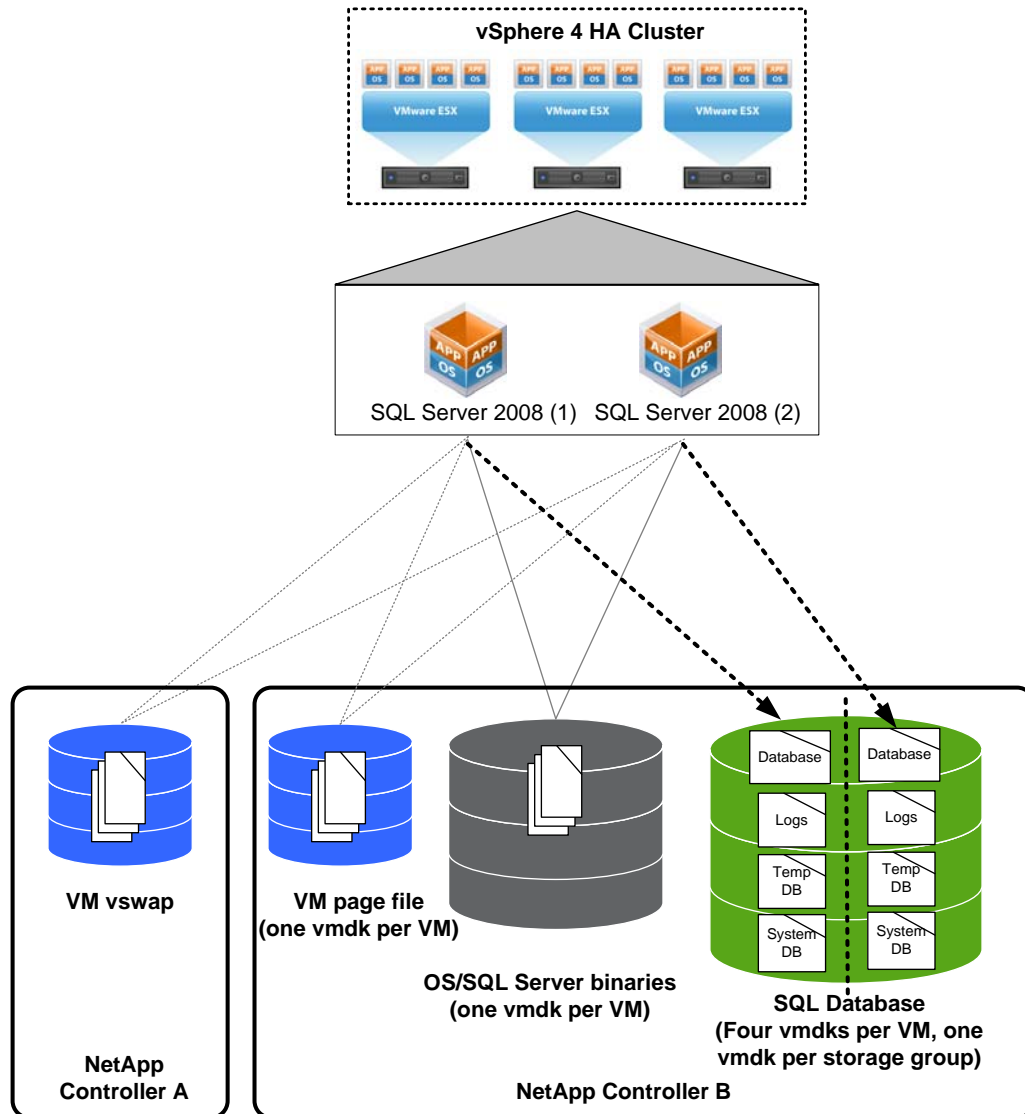 vSphere 4 HA Cluster
APP APP APP APP
OS OS OS OS
APP APP APP APP
OS OS OS OS
APP APP APP APP
OS OS OS OS
VMware ESX
VMware ESX
VMware ESX
APP APP
OS OS
APP APP
OS OS
SQL Server 2008 (1)
SQL Server 2008 (2)
Database
Logs
Temp
DB
System
DB
Database
Logs
Temp
DB
System
DB
VM vswap
VM page file
(one vmdk per VM)
OS/SQL Server binaries
(one vmdk per VM)
SQL Database
(Four vmdks per VM, one
vmdk per storage group)
NetApp
Controller A
NetApp Controller B